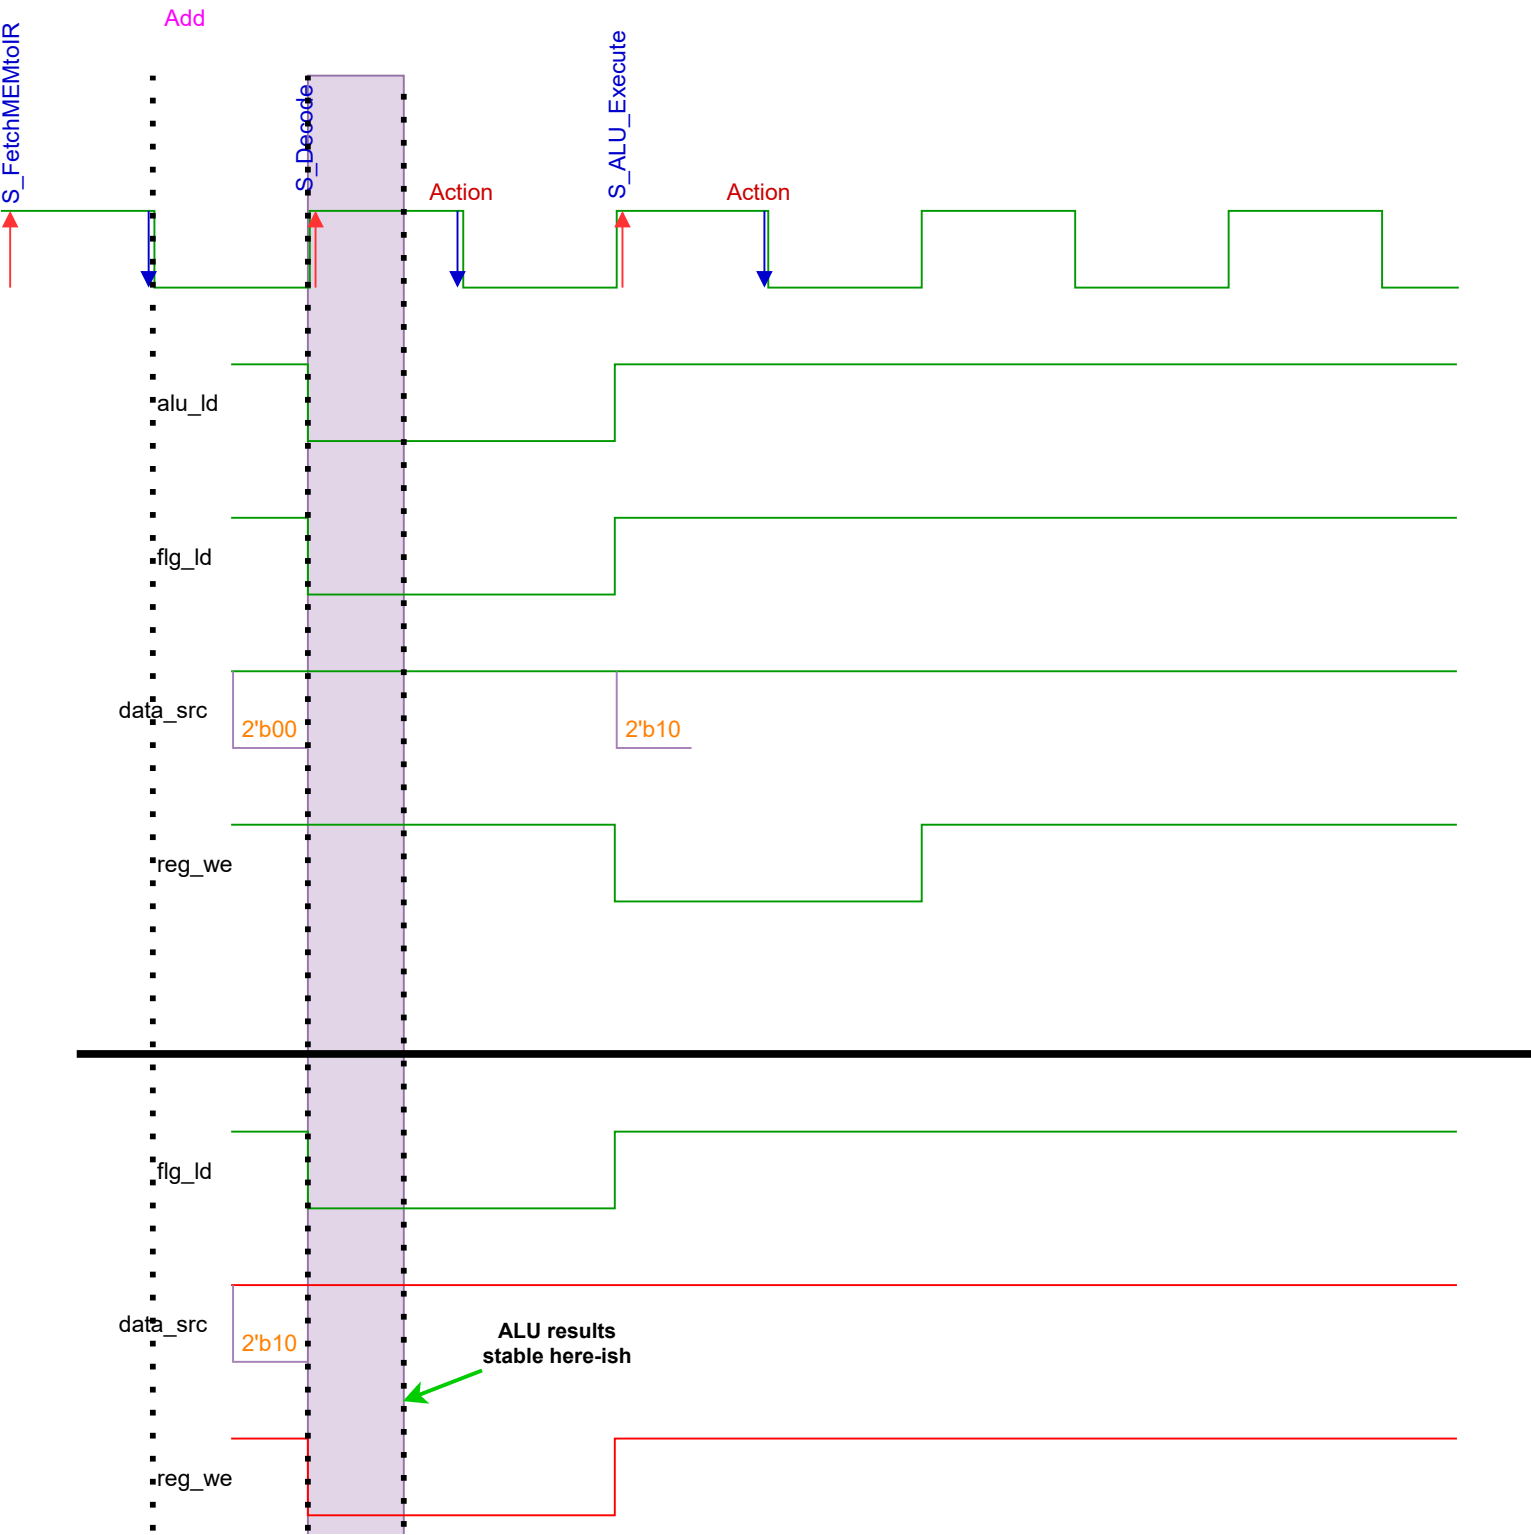 Add
S_FetchMEMtoIR
S_Decode
S_ALU_Execute
Action
Action
alu_ld
flg_ld
data_src
2'b00
2'b10
reg_we
flg_ld
data_src
2'b10
ALU results
stable here-ish
reg_we